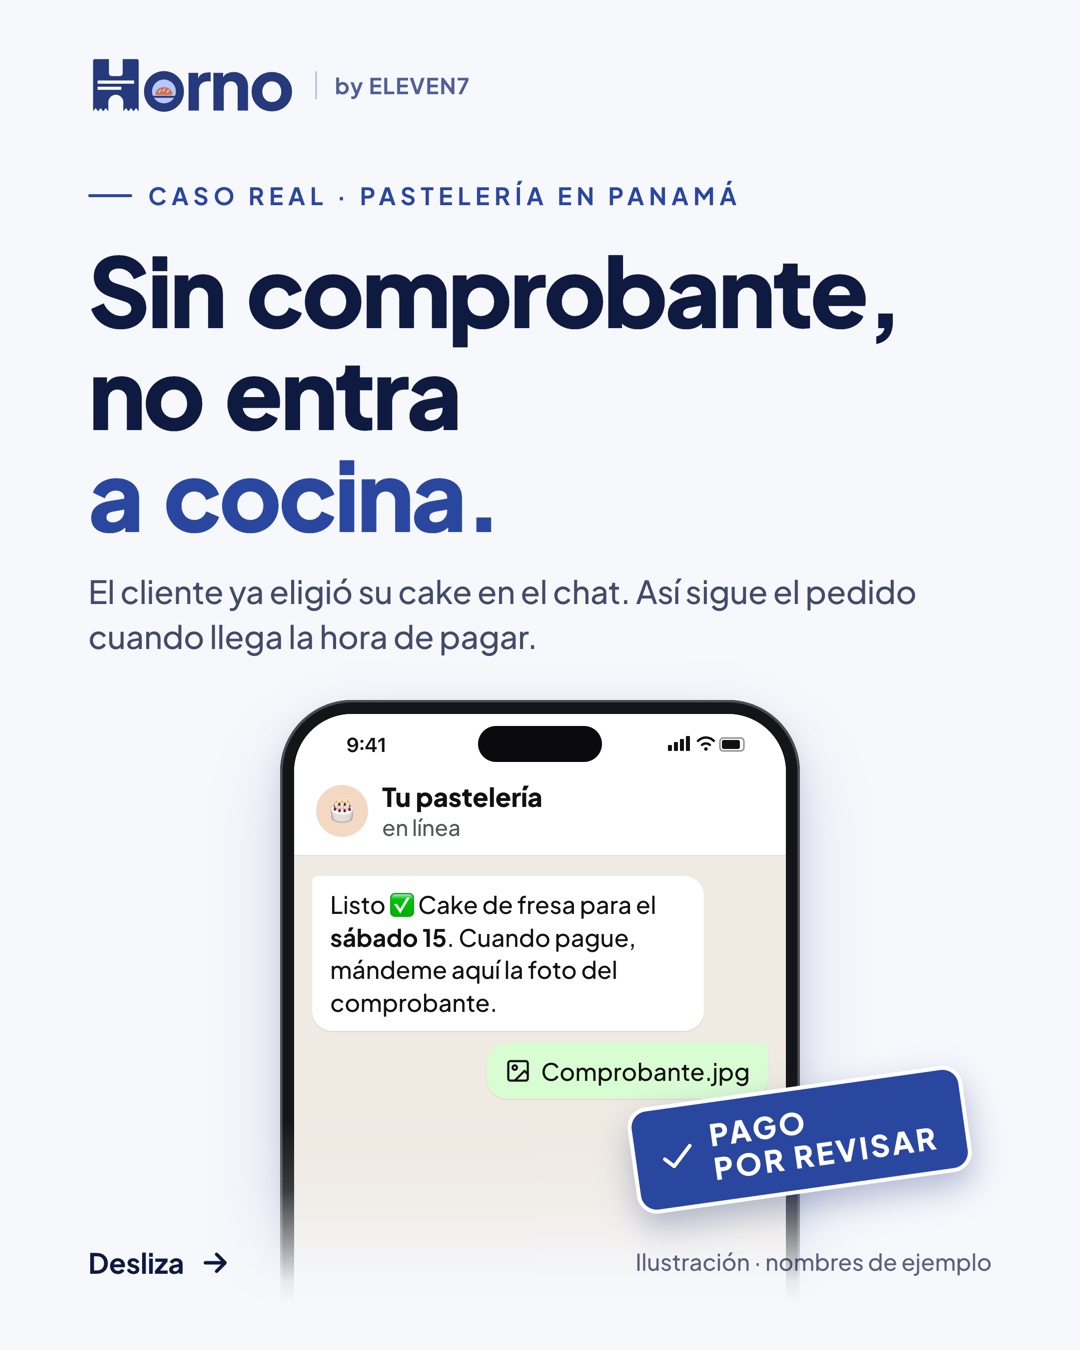 Horno
by ELEVEN7
CASO REAL · PASTELERÍA EN PANAMÁ
Sin comprobante,
no entra
a cocina.
El cliente ya eligió su cake en el chat. Así sigue el pedido
cuando llega la hora de pagar.
9:41
Tu pastelería
en línea
Listo ✅ Cake de fresa para el
sábado 15. Cuando pague,
mándeme aquí la foto del
comprobante.
Comprobante.jpg
PAGO
POR REVISAR
Desliza →
Ilustración · nombres de ejemplo